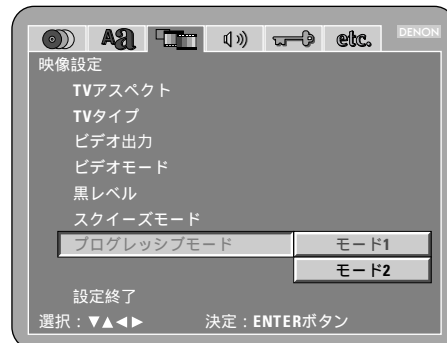 Aa etc. DENON
映像設定
TVアスペクト
TVタイプ
ビデオ出力
ビデオモード
黒レベル
スクイーズモード
プログレッシブモード モード1
モード2
設定終了
選択：▼▲◀▶ 決定：ENTERボタン